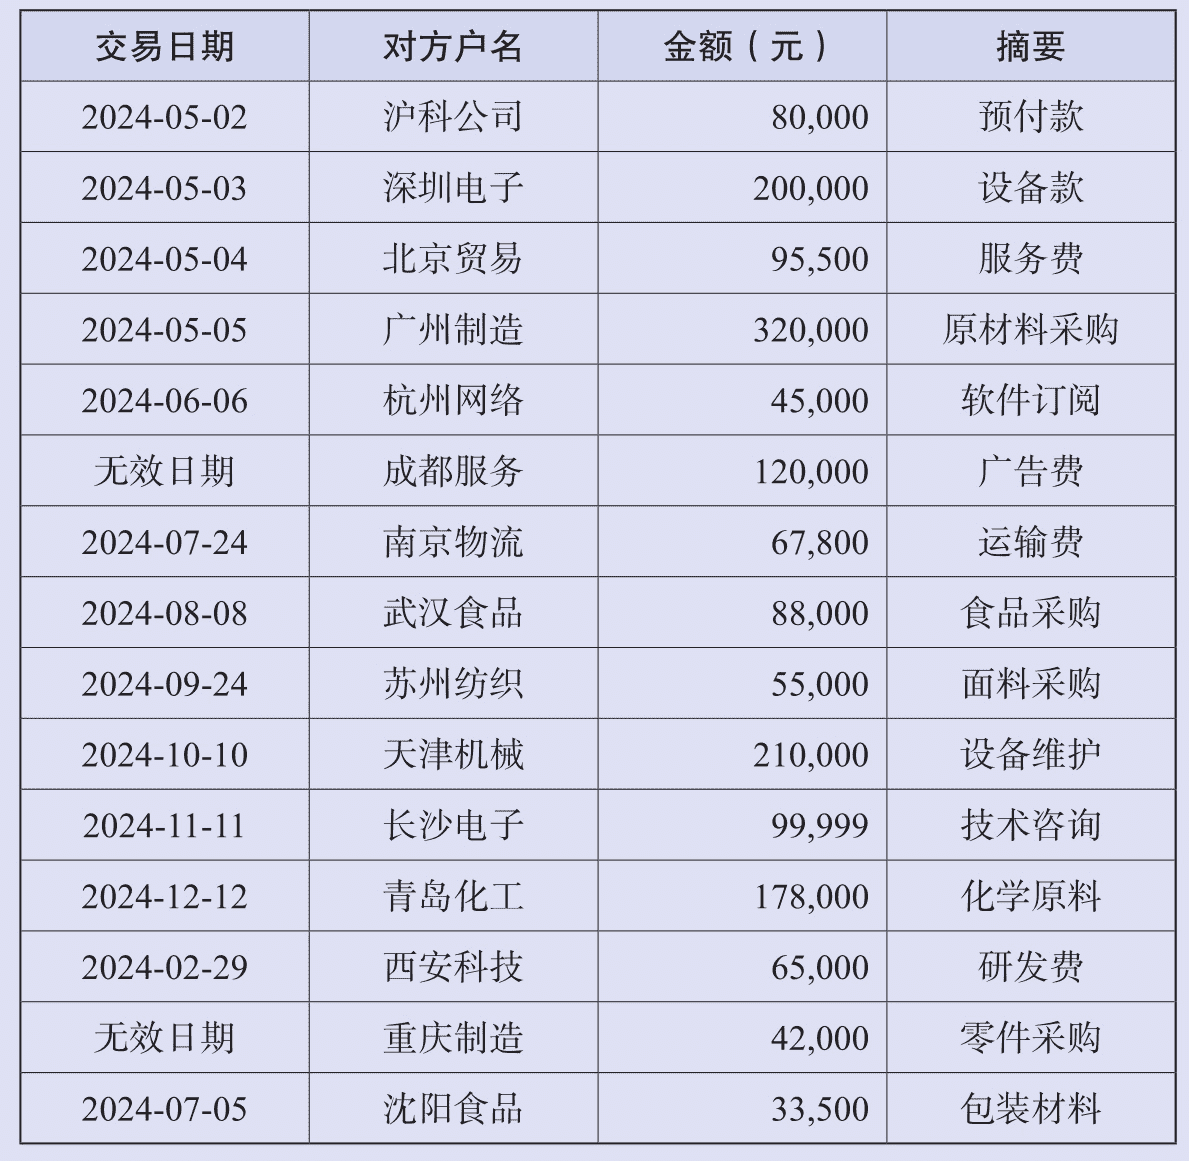 交易日期 对方户名 金额（元） 摘要
2024-05-02 沪科公司 80,000 预付款
2024-05-03 深圳电子 200,000 设备款
2024-05-04 北京贸易 95,500 服务费
2024-05-05 广州制造 320,000 原材料采购
2024-06-06 杭州网络 45,000 软件订阅
无效日期 成都服务 120,000 广告费
2024-07-24 南京物流 67,800 运输费
2024-08-08 武汉食品 88,000 食品采购
2024-09-24 苏州纺织 55,000 面料采购
2024-10-10 天津机械 210,000 设备维护
2024-11-11 长沙电子 99,999 技术咨询
2024-12-12 青岛化工 178,000 化学原料
2024-02-29 西安科技 65,000 研发费
无效日期 重庆制造 42,000 零件采购
2024-07-05 沈阳食品 33,500 包装材料